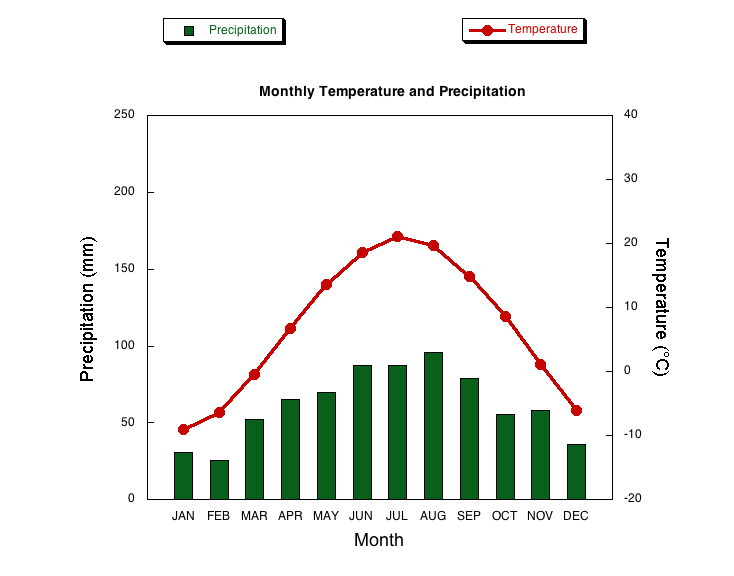 Precipitation
Temperature
Monthly Temperature and Precipitation
250
200
150
100
50
0
Precipitation (mm)
40
30
20
10
0
-10
-20
Temperature (°C)
JAN FEB MAR APR MAY JUN JUL AUG SEP OCT NOV DEC
Month